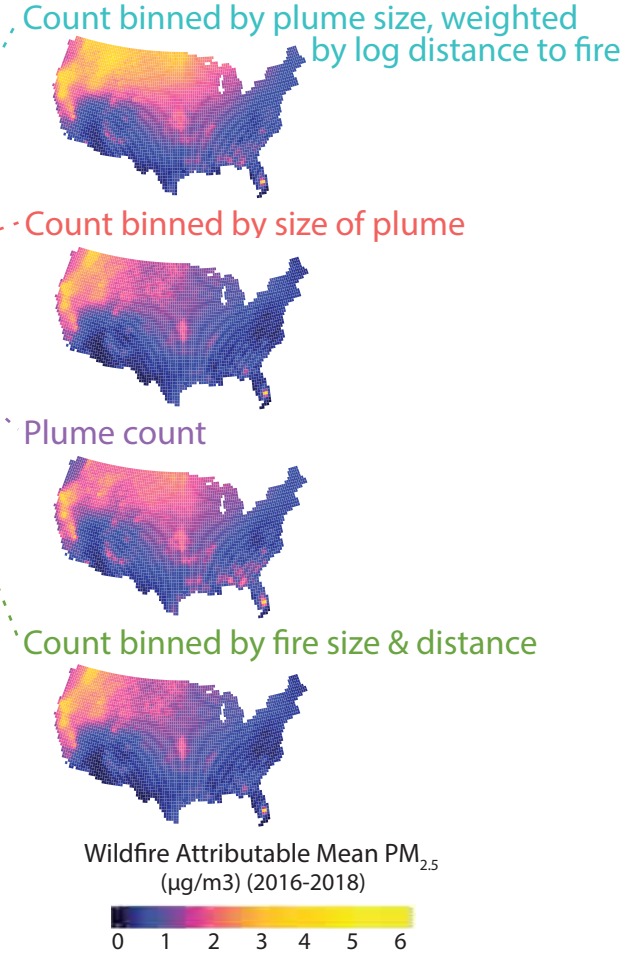 Count binned by plume size, weighted
by log distance to fire
Count binned by size of plume
Plume count
Count binned by fire size & distance
Wildfire Attributable Mean PM2.5
(µg/m3) (2016-2018)
0 1 2 3 4 5 6